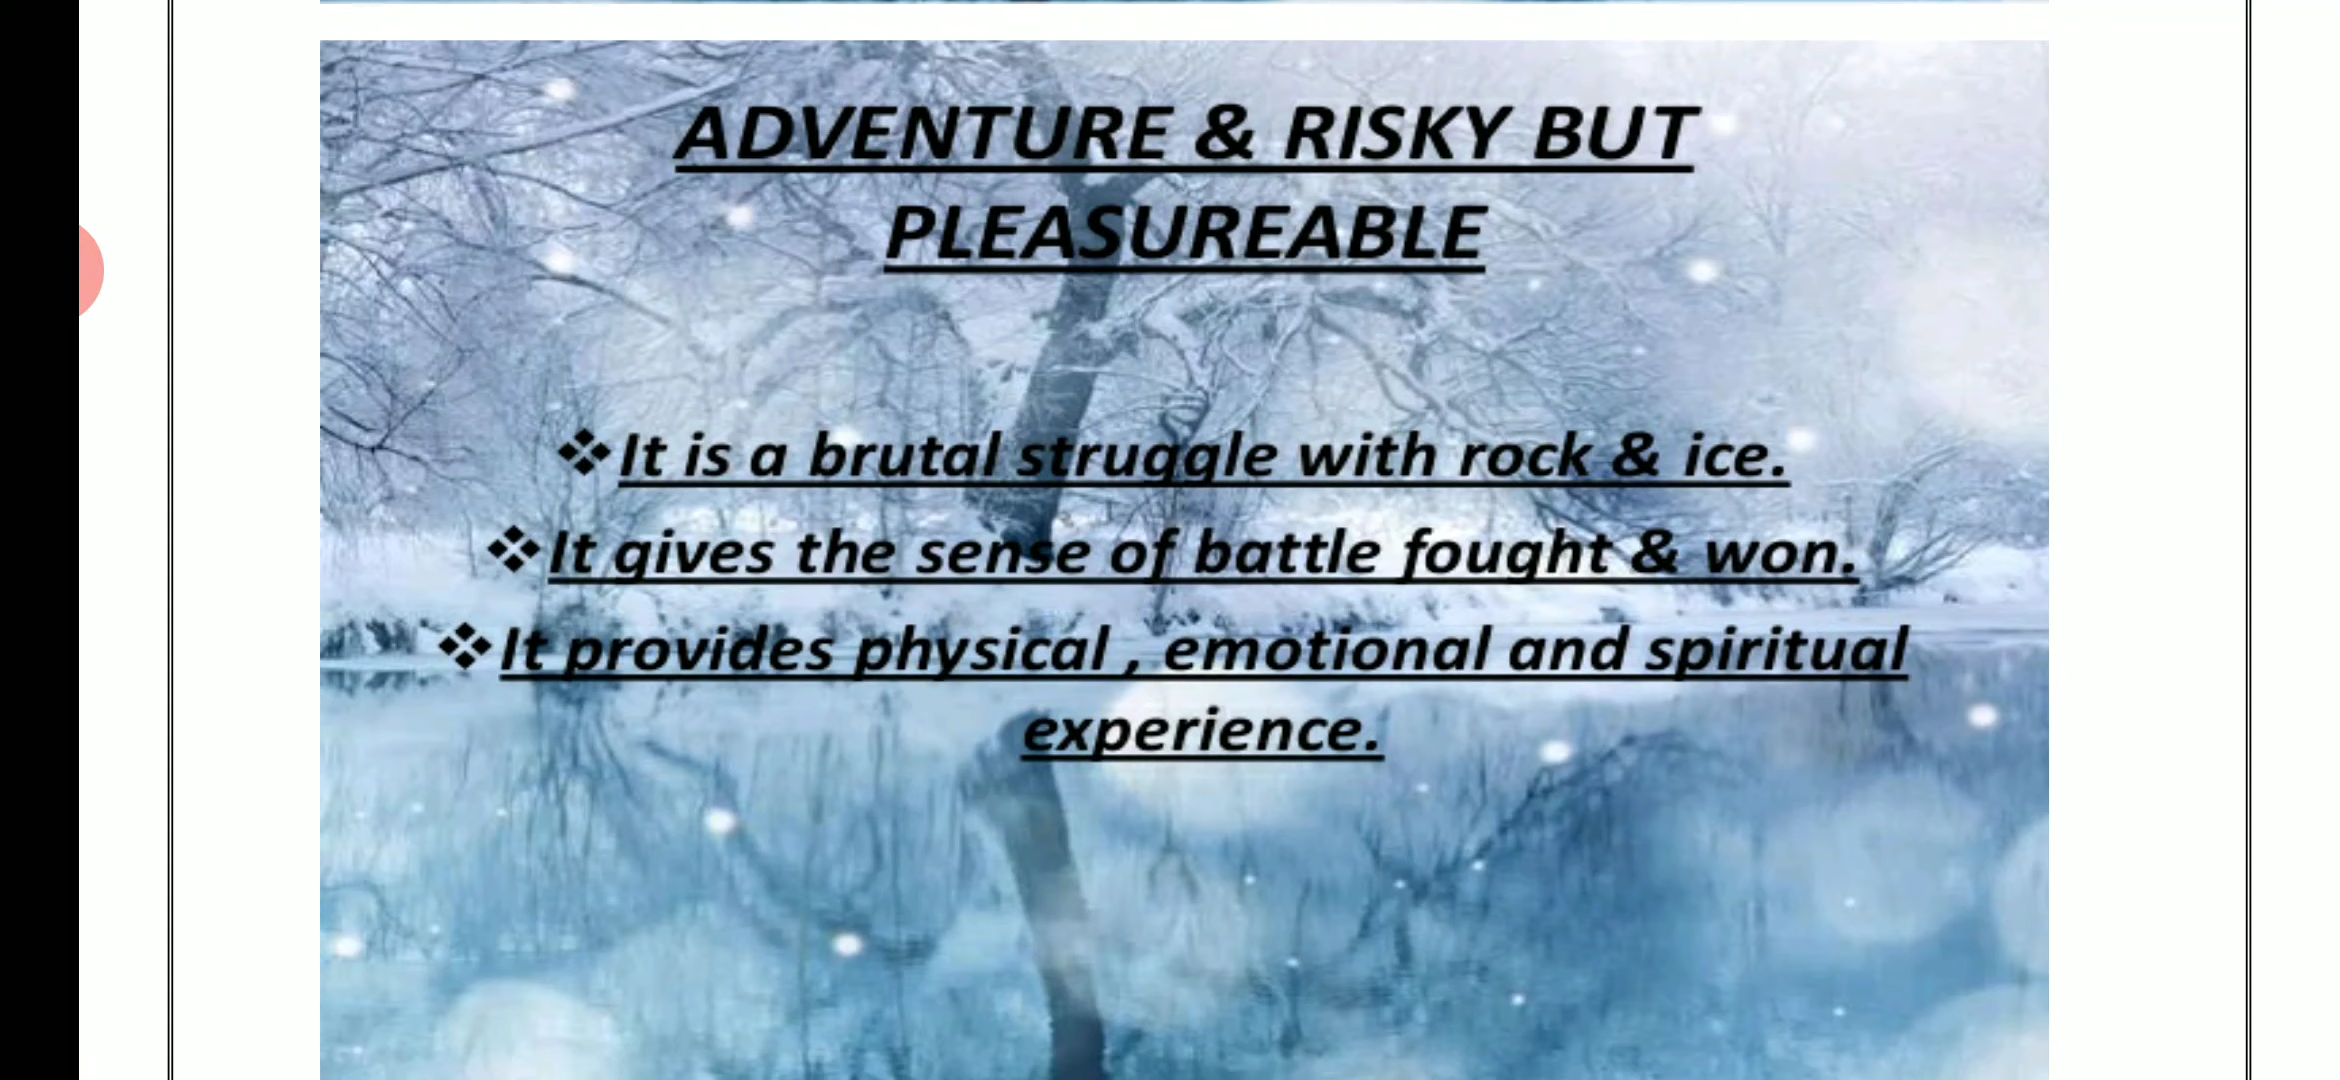 ADVENTURE & RISKY BUT
PLEASUREABLE
❖It is a brutal struggle with rock & ice.
❖It gives the sense of battle fought & won.
❖It provides physical , emotional and spiritual
experience.